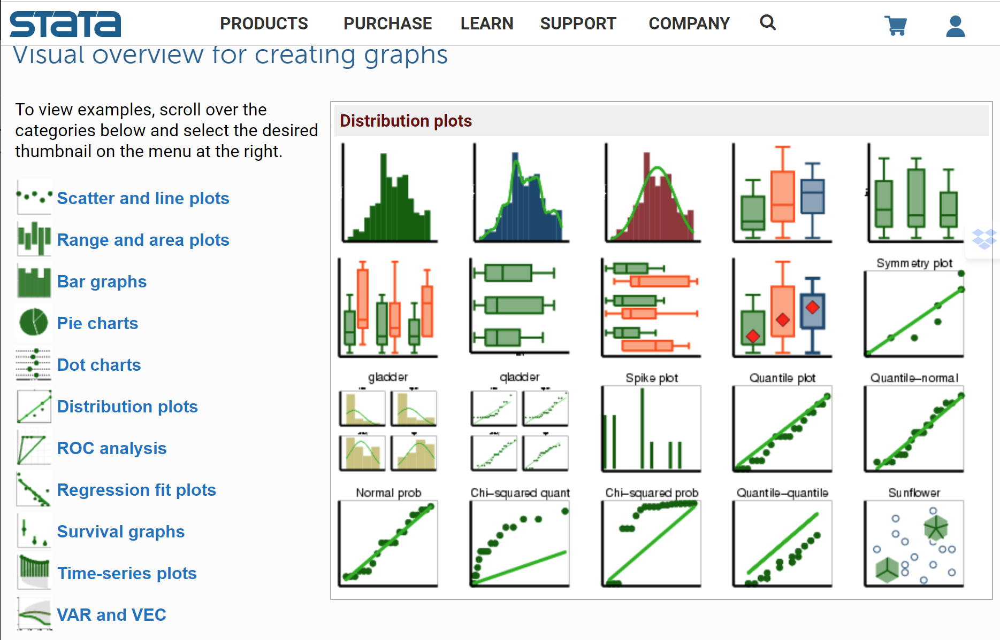 STATA
PRODUCTS PURCHASE LEARN SUPPORT COMPANY
Visual overview for creating graphs
To view examples, scroll over the
categories below and select the desired
thumbnail on the menu at the right.
Scatter and line plots
Range and area plots
Bar graphs
Pie charts
Dot charts
Distribution plots
ROC analysis
Regression fit plots
Survival graphs
Time-series plots
VAR and VEC
Distribution plots
Symmetry plot
gladder
qladder
Spike plot
Quantile plot
Quantile–normal
Normal prob
Chi–squared quant
Chi–squared prob
Quantile–quantile
Sunflower